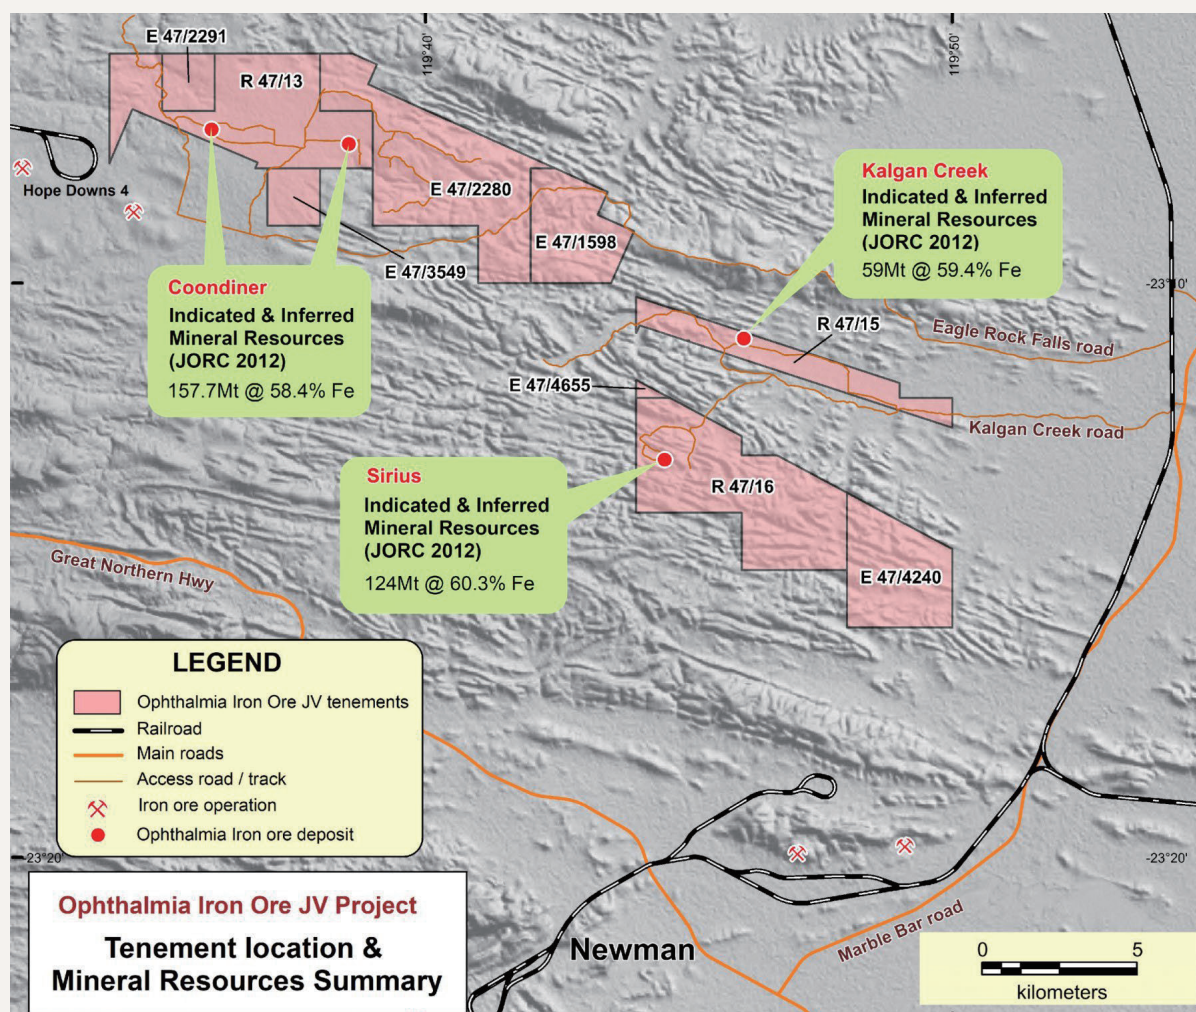 E 47/2291
119°40'
119°50'
R 47/13
Hope Downs 4
E 47/2280
E 47/1598
E 47/3549
Kalgan Creek
Indicated & Inferred
Mineral Resources
(JORC 2012)
59Mt @ 59.4% Fe
Coondiner
Indicated & Inferred
Mineral Resources
(JORC 2012)
157.7Mt @ 58.4% Fe
-23°10'
R 47/15
Eagle Rock Falls road
E 47/4655
Kalgan Creek road
Sirius
Indicated & Inferred
Mineral Resources
(JORC 2012)
124Mt @ 60.3% Fe
R 47/16
E 47/4240
Great Northern Hwy
LEGEND
Ophthalmia Iron Ore JV tenements
Railroad
Main roads
Access road / track
Iron ore operation
Ophthalmia Iron ore deposit
-23°20'
-23°20'
Ophthalmia Iron Ore JV Project
Tenement location &
Mineral Resources Summary
Newman
Marble Bar road
0 5
kilometers